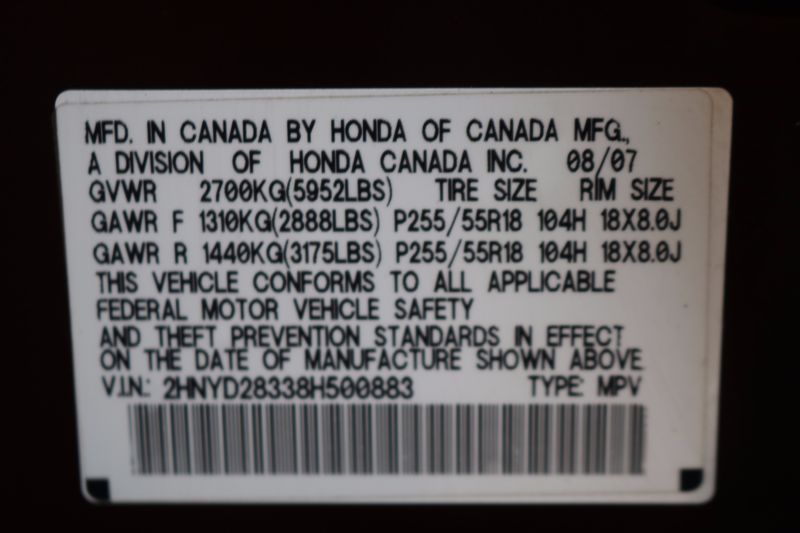 MFD. IN CANADA BY HONDA OF CANADA MFG.,
A DIVISION OF HONDA CANADA INC. 08/07
GVWR 2700KG(5952LBS) TIRE SIZE RIM SIZE
GAWR F 1310KG(2888LBS) P255/55R18 104H 18X8.0J
GAWR R 1440KG(3175LBS) P255/55R18 104H 18X8.0J
THIS VEHICLE CONFORMS TO ALL APPLICABLE
FEDERAL MOTOR VEHICLE SAFETY
AND THEFT PREVENTION STANDARDS IN EFFECT
ON THE DATE OF MANUFACTURE SHOWN ABOVE.
V.I.N.: 2HNYD28338H500883 TYPE: MPV